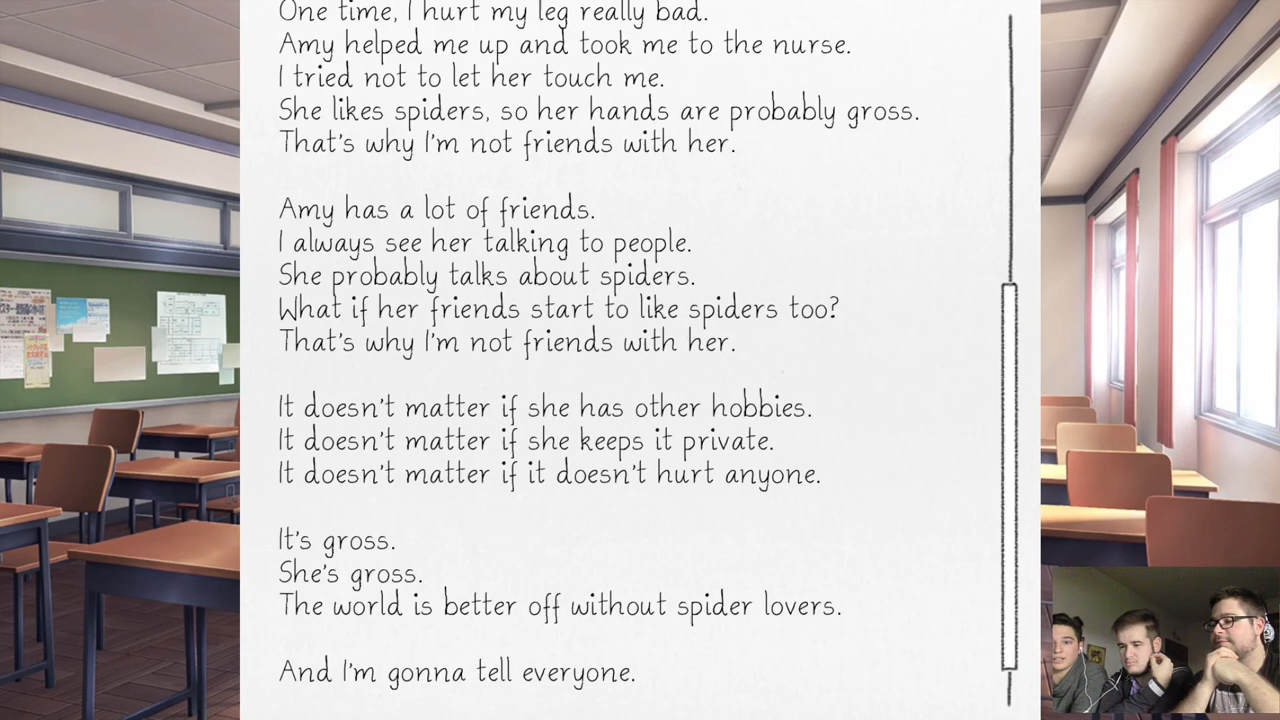 One time, I hurt my leg really bad.
Amy helped me up and took me to the nurse.
I tried not to let her touch me.
She likes spiders, so her hands are probably gross.
That's why I'm not friends with her.
Amy has a lot of friends.
I always see her talking to people.
She probably talks about spiders.
What if her friends start to like spiders too?
That's why I'm not friends with her.
It doesn't matter if she has other hobbies.
It doesn't matter if she keeps it private.
It doesn't matter if it doesn't hurt anyone.
It's gross.
She's gross.
The world is better off without spider lovers.
And I'm gonna tell everyone.